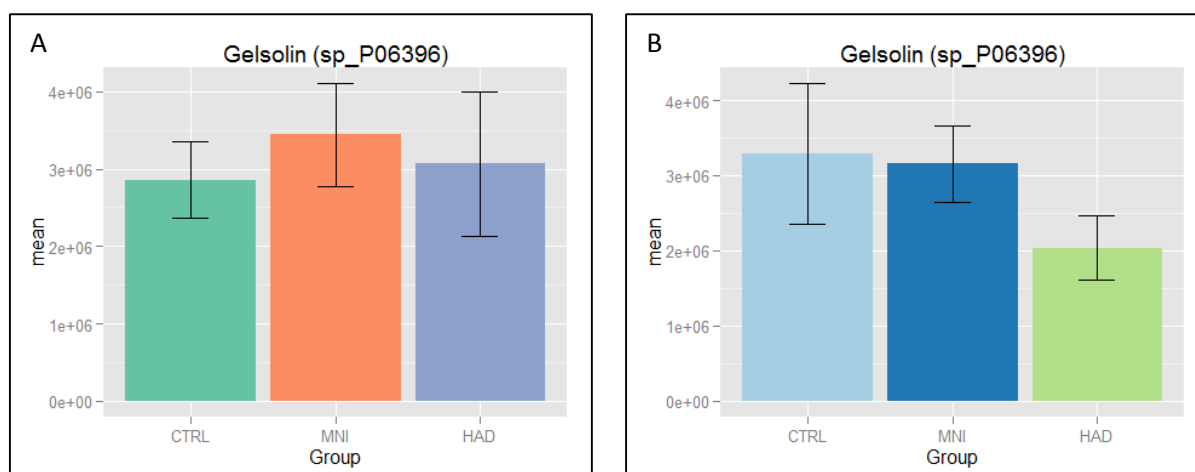 A
Gelsolin (sp_P06396)
4e+06
3e+06
2e+06
1e+06
0e+00
mean
CTRL MNI HAD
Group
B
Gelsolin (sp_P06396)
4e+06
3e+06
2e+06
1e+06
0e+00
mean
CTRL MNI HAD
Group